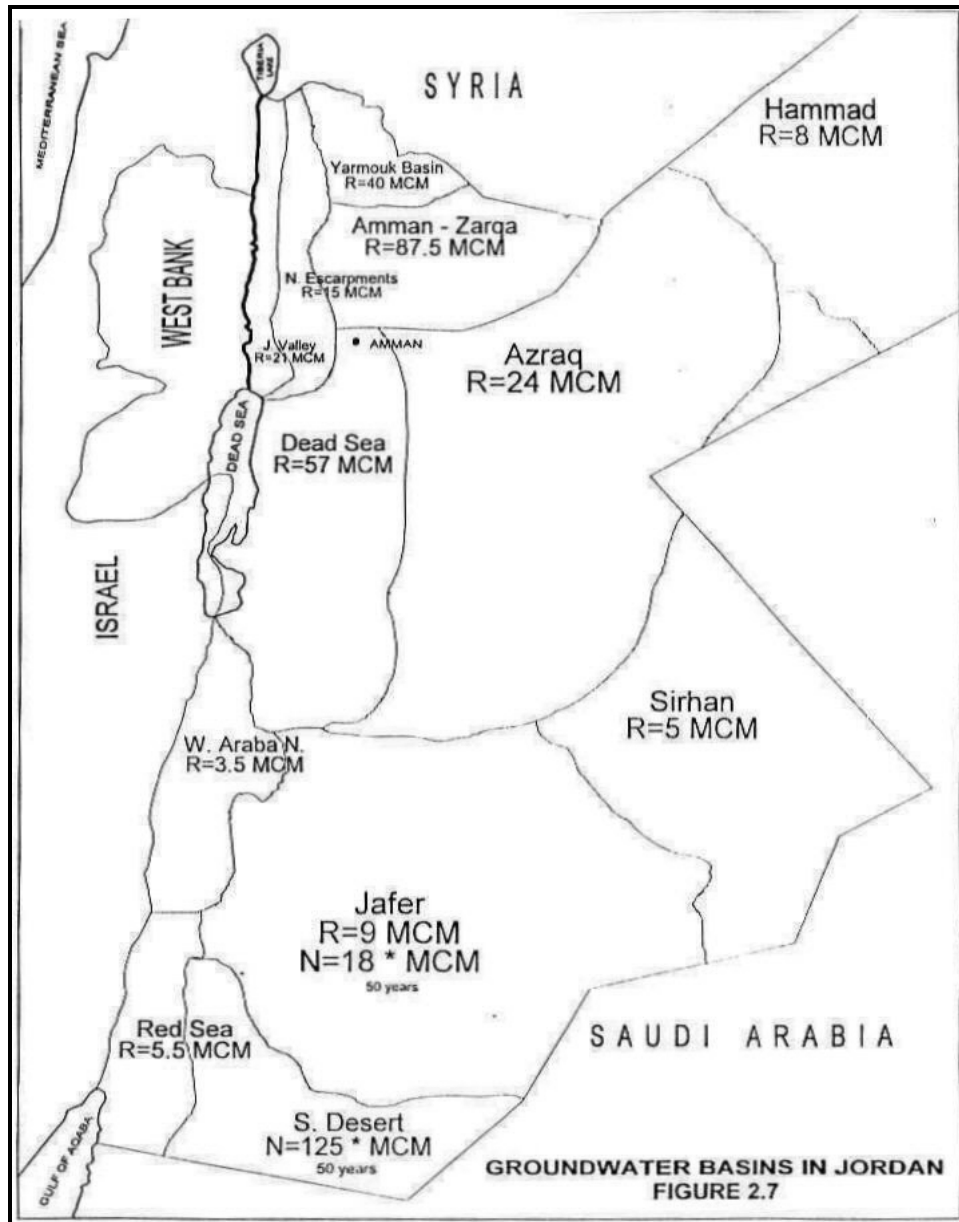 MEDITERRANEAN SEA
TIBERIA
LAKE
SYRIA
Hammad
R=8 MCM
Yarmouk Basin
R=40 MCM
Amman - Zarqa
R=87.5 MCM
WEST BANK
N. Escarpments
R=15 MCM
J. Valley
R=21 MCM
AMMAN
Azraq
R=24 MCM
DEAD SEA
Dead Sea
R=57 MCM
ISRAEL
Sirhan
R=5 MCM
W. Araba N.
R=3.5 MCM
Jafer
R=9 MCM
N=18 * MCM
50 years
Red Sea
R=5.5 MCM
SAUDI ARABIA
S. Desert
N=125 * MCM
50 years
GULF OF AQABA
GROUNDWATER BASINS IN JORDAN
FIGURE 2.7